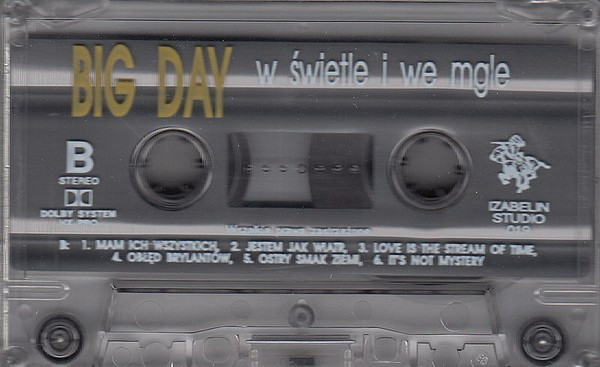 BIG DAY w świetle i we mgle
B
STEREO
DOLBY SYSTEM
IZABELIN
STUDIO
019
B: 1. MAM ICH WSZYSTKICH, 2. JESTEM JAK WIATR, 3. LOVE IS THE STREAM OF TIME,
4. OBŁĘD BRYLANTÓW, 5. OSTRY SMAK ZIEMI, 6. IT'S NOT MYSTERY